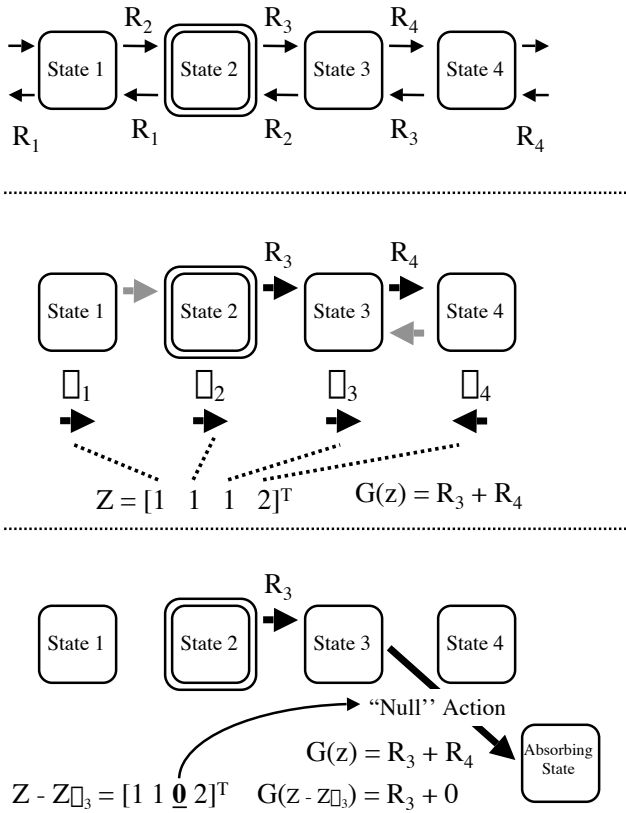 R₂ R₃ R₄
State 1 State 2 State 3 State 4
R₁ R₁ R₂ R₃ R₄
R₃ R₄
State 1 State 2 State 3 State 4
▯₁ ▯₂ ▯₃ ▯₄
Z = [1 1 1 2]ᵀ G(z) = R₃ + R₄
R₃
State 1 State 2 State 3 State 4
“Null’’ Action
G(z) = R₃ + R₄
Absorbing
State
Z - Z▯₃ = [1 1 0 2]ᵀ G(z - z▯₃) = R₃ + 0